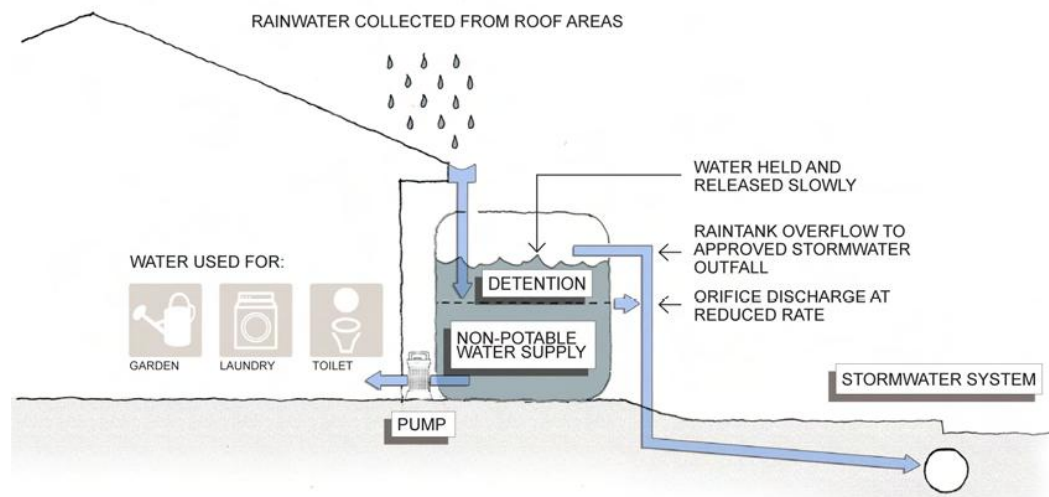 RAINWATER COLLECTED FROM ROOF AREAS
WATER HELD AND
RELEASED SLOWLY
RAINTANK OVERFLOW TO
APPROVED STORMWATER
OUTFALL
WATER USED FOR:
DETENTION
ORIFICE DISCHARGE AT
REDUCED RATE
NON-POTABLE
WATER SUPPLY
GARDEN
LAUNDRY
TOILET
STORMWATER SYSTEM
PUMP